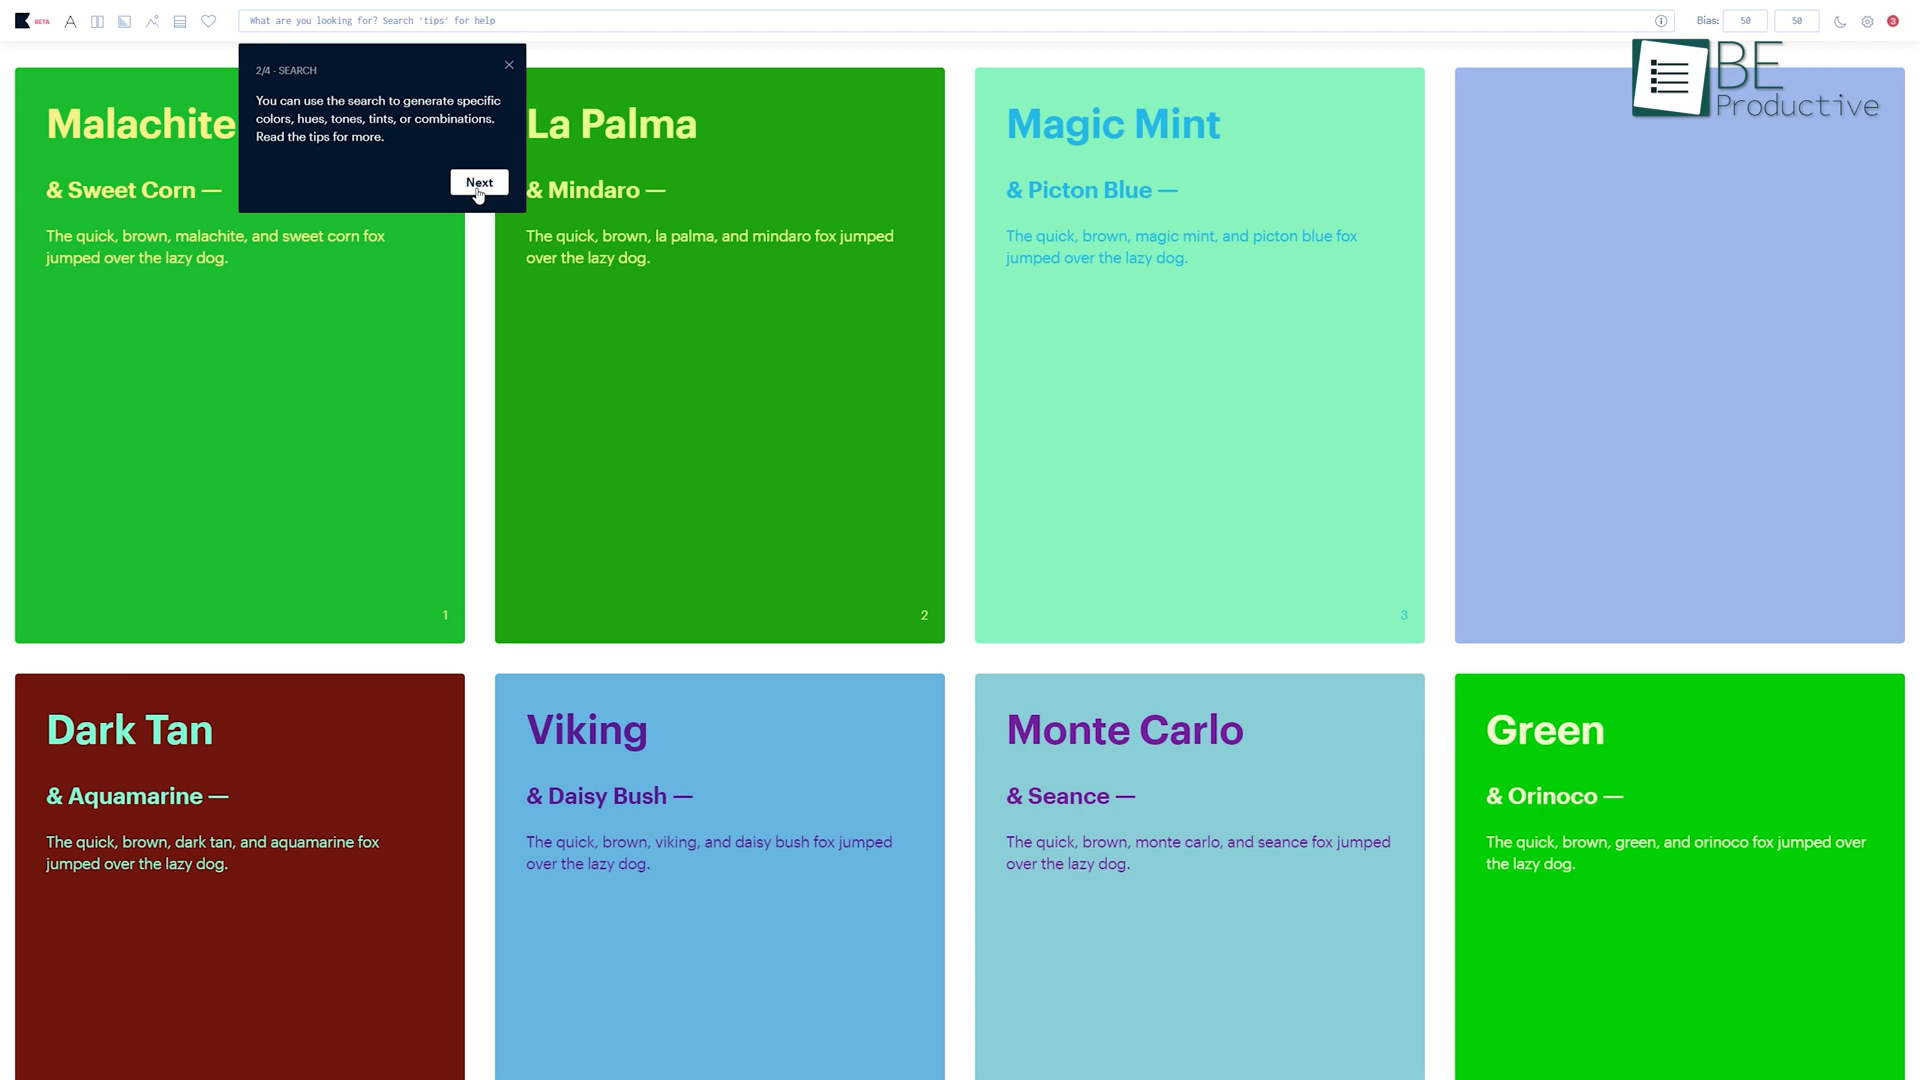 BETA
What are you looking for? Search 'tips' for help
Bias: 50 50
3
BE
Productive
2/4 - SEARCH
You can use the search to generate specific
colors, hues, tones, tints, or combinations.
Read the tips for more.
Next
Malachite
& Sweet Corn —
The quick, brown, malachite, and sweet corn fox
jumped over the lazy dog.
1
La Palma
& Mindaro —
The quick, brown, la palma, and mindaro fox jumped
over the lazy dog.
2
Magic Mint
& Picton Blue —
The quick, brown, magic mint, and picton blue fox
jumped over the lazy dog.
3
Dark Tan
& Aquamarine —
The quick, brown, dark tan, and aquamarine fox
jumped over the lazy dog.
Viking
& Daisy Bush —
The quick, brown, viking, and daisy bush fox jumped
over the lazy dog.
Monte Carlo
& Seance —
The quick, brown, monte carlo, and seance fox jumped
over the lazy dog.
Green
& Orinoco —
The quick, brown, green, and orinoco fox jumped over
the lazy dog.